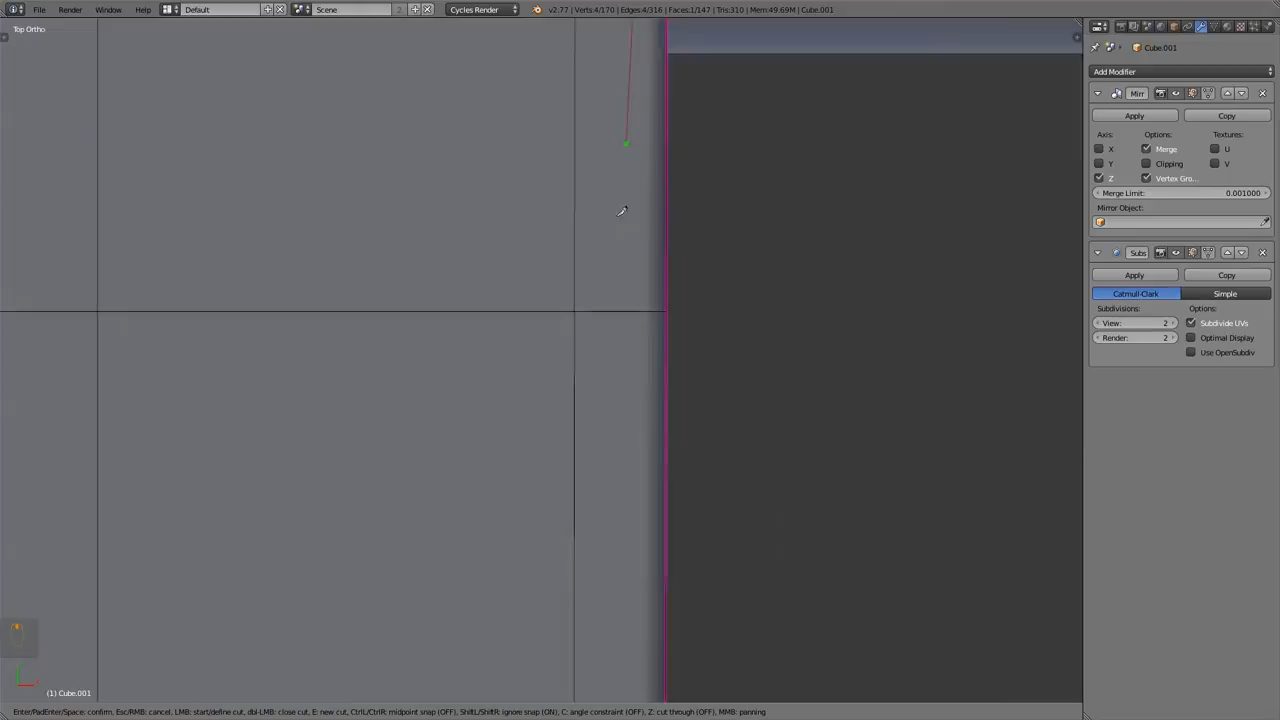 File Render Window Help Default Scene 2 Cycles Render v2.77 | Verts:4/170 | Edges:4/316 | Faces:1/147 | Tris:310 | Mem:49.69M | Cube.001
Top Ortho
Cube.001
Add Modifier
Mirr
Apply Copy
Axis: Options: Textures:
X Merge U
Y Clipping V
Z Vertex Gro...
Merge Limit: 0.001000
Mirror Object:
Subs
Apply Copy
Catmull-Clark Simple
Subdivisions: Options:
View: 2 Subdivide UVs
Render: 2 Optimal Display
Use OpenSubdiv
(1) Cube.001
Enter/PadEnter/Space: confirm, Esc/RMB: cancel, LMB: start/define cut, dbl-LMB: close cut, E: new cut, CtrlL/CtrlR: midpoint snap (OFF), ShiftL/ShiftR: ignore snap (ON), C: angle constraint (OFF), Z: cut through (OFF), MMB: panning